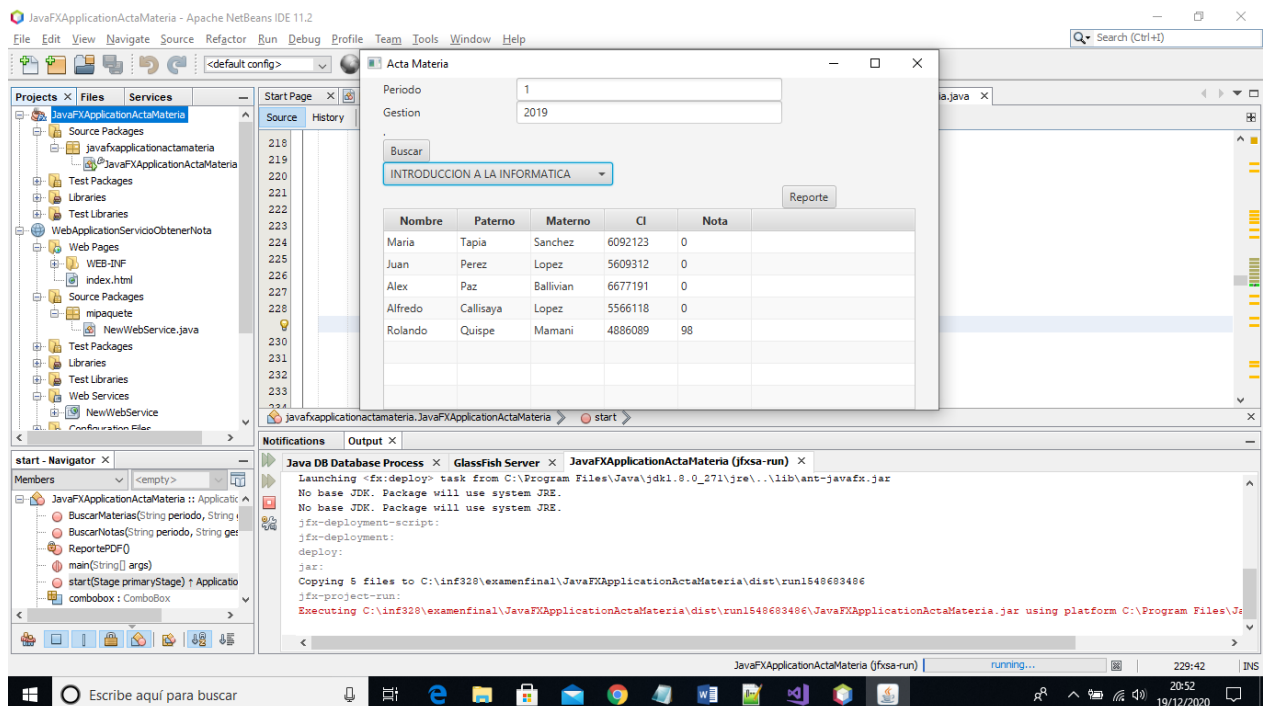 JavaFXApplicationActaMateria - Apache NetBeans IDE 11.2
File Edit View Navigate Source Refactor Run Debug Profile Team Tools Window Help
Search (Ctrl+I)
<default config>
Projects Files Services
JavaFXApplicationActaMateria
Source Packages
javafxapplicationactamateria
JavaFXApplicationActaMateria
Test Packages
Libraries
Test Libraries
WebApplicationServicioObtenerNota
Web Pages
WEB-INF
index.html
Source Packages
mipaquete
NewWebService.java
Test Packages
Libraries
Test Libraries
Web Services
NewWebService
Configuration Files
Start Page
ia.java
Source History
218
219
220
221
222
223
224
225
226
227
228
230
231
232
233
234
Acta Materia
Periodo 1
Gestion 2019
.
Buscar
INTRODUCCION A LA INFORMATICA
Reporte
Nombre Paterno Materno CI Nota
Maria Tapia Sanchez 6092123 0
Juan Perez Lopez 5609312 0
Alex Paz Ballivian 6677191 0
Alfredo Callisaya Lopez 5566118 0
Rolando Quispe Mamani 4886089 98
javafxapplicationactamateria.JavaFXApplicationActaMateria start
start - Navigator
Members <empty>
JavaFXApplicationActaMateria :: Applicatic
BuscarMaterias(String periodo, String
BuscarNotas(String periodo, String ges
ReportePDF()
main(String[] args)
start(Stage primaryStage) ↑ Applicatio
combobox : ComboBox
Notifications Output
Java DB Database Process GlassFish Server JavaFXApplicationActaMateria (jfxsa-run)
Launching <fx:deploy> task from C:\Program Files\Java\jdk1.8.0_271\jre\..\lib\ant-javafx.jar
No base JDK. Package will use system JRE.
No base JDK. Package will use system JRE.
jfx-deployment-script:
jfx-deployment:
deploy:
jar:
Copying 5 files to C:\inf328\examenfinal\JavaFXApplicationActaMateria\dist\run1548683486
jfx-project-run:
Executing C:\inf328\examenfinal\JavaFXApplicationActaMateria\dist\run1548683486\JavaFXApplicationActaMateria.jar using platform C:\Program Files\Ja
JavaFXApplicationActaMateria (jfxsa-run) running... 229:42 INS
Escribe aquí para buscar
20:52
19/12/2020